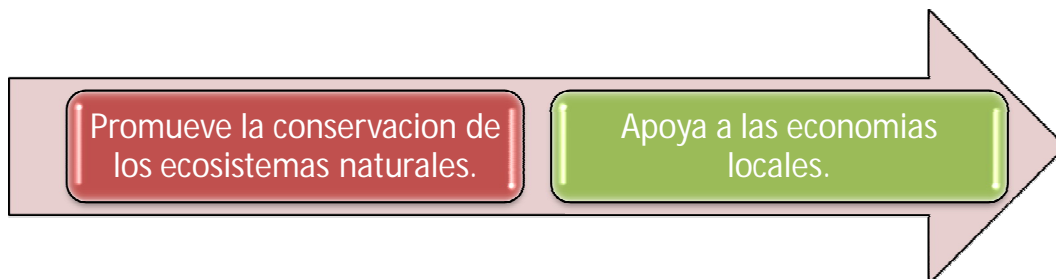 Promueve la conservacion de
los ecosistemas naturales.
Apoya a las economias
locales.